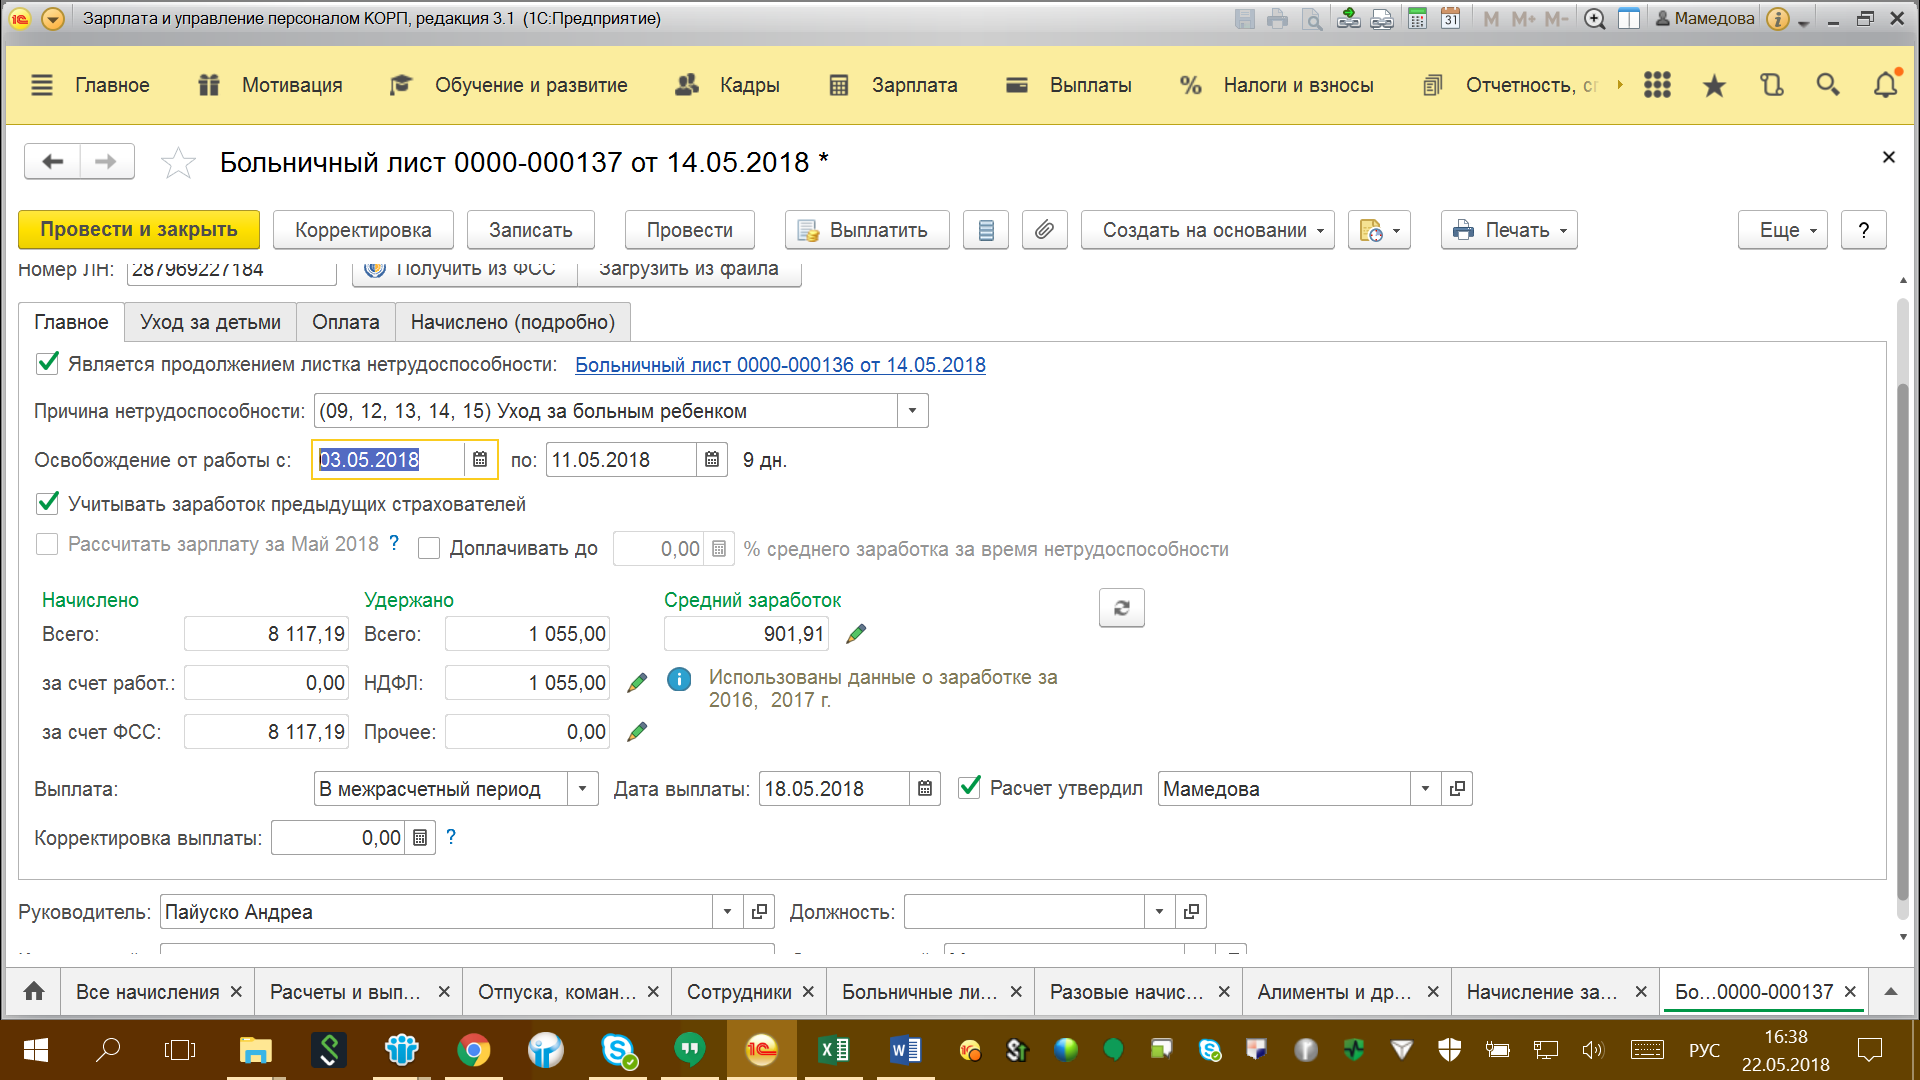 Зарплата и управление персоналом КОРП, редакция 3.1 (1С:Предприятие)
31 M M+ M- Мамедова
Главное Мотивация Обучение и развитие Кадры Зарплата Выплаты Налоги и взносы Отчетность,
Больничный лист 0000-000137 от 14.05.2018 *
Провести и закрыть Корректировка Записать Провести Выплатить Создать на основании Печать Еще ?
Номер ЛН: 287969227184 Получить из ФСС Загрузить из файла
Главное Уход за детьми Оплата Начислено (подробно)
Является продолжением листка нетрудоспособности: Больничный лист 0000-000136 от 14.05.2018
Причина нетрудоспособности: (09, 12, 13, 14, 15) Уход за больным ребенком
Освобождение от работы с: 03.05.2018 по: 11.05.2018 9 дн.
Учитывать заработок предыдущих страхователей
Рассчитать зарплату за Май 2018 ? Доплачивать до 0,00 % среднего заработка за время нетрудоспособности
Начислено Удержано Средний заработок
Всего: 8 117,19 Всего: 1 055,00 901,91
за счет работ.: 0,00 НДФЛ: 1 055,00 Использованы данные о заработке за
2016, 2017 г.
за счет ФСС: 8 117,19 Прочее: 0,00
Выплата: В межрасчетный период Дата выплаты: 18.05.2018 Расчет утвердил Мамедова
Корректировка выплаты: 0,00 ?
Руководитель: Пайуско Андреа Должность:
Все начисления Расчеты и вып... Отпуска, коман... Сотрудники Больничные ли... Разовые начис... Алименты и др... Начисление за... Бо...0000-000137
РУС 16:38
22.05.2018